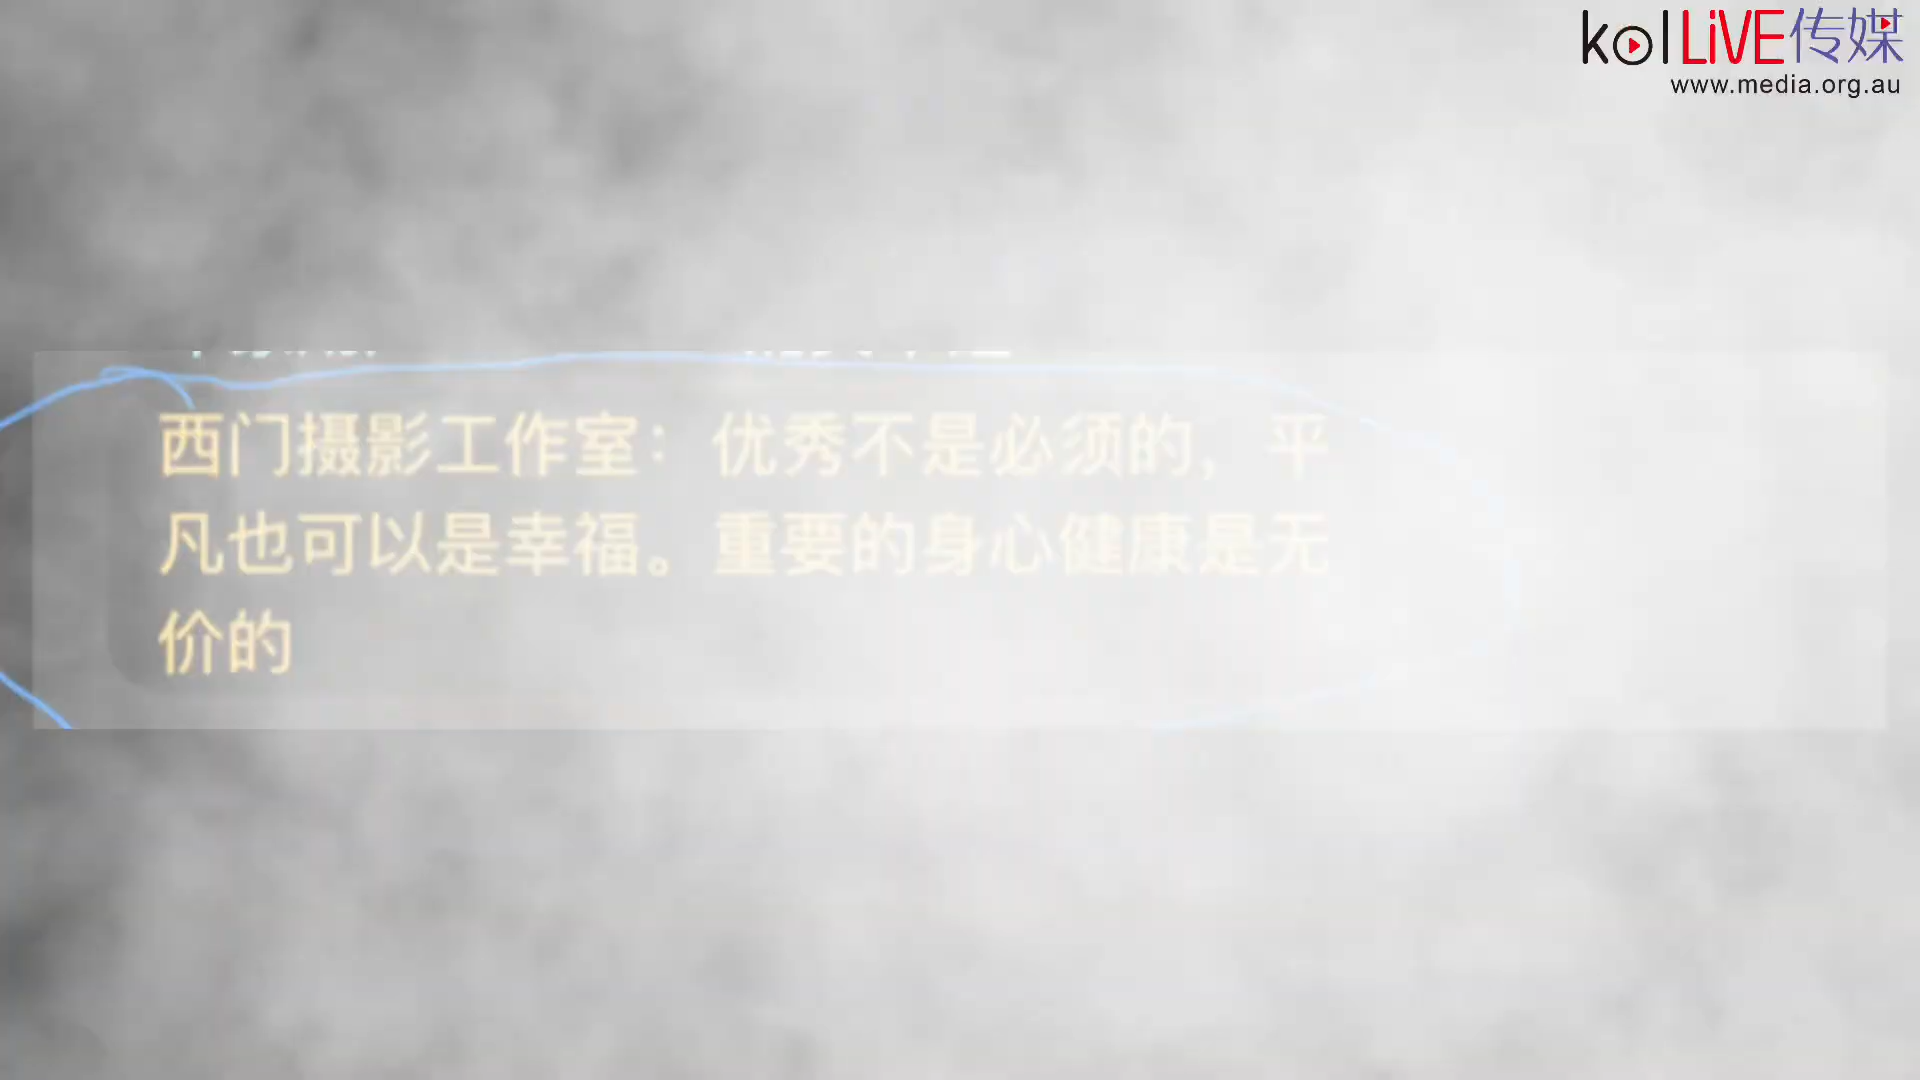 kol LiVE传媒
www.media.org.au
西门摄影工作室：优秀不是必须的，平
凡也可以是幸福。重要的身心健康是无
价的